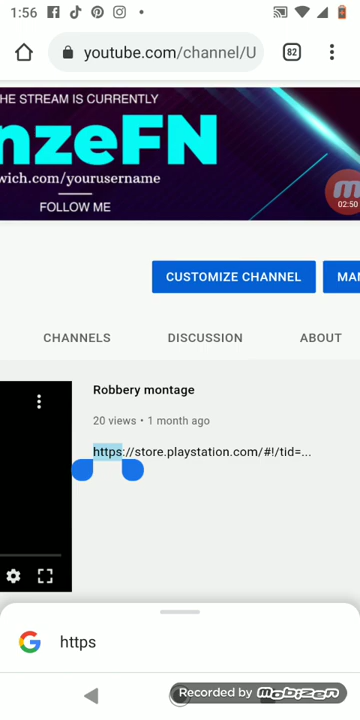 1:56
youtube.com/channel/U
82
HE STREAM IS CURRENTLY
nzeFN
wich.com/yourusername
FOLLOW ME
02:50
CUSTOMIZE CHANNEL
MAN
CHANNELS
DISCUSSION
ABOUT
Robbery montage
20 views • 1 month ago
https://store.playstation.com/#!/tid=...
G https
Recorded by mobizen